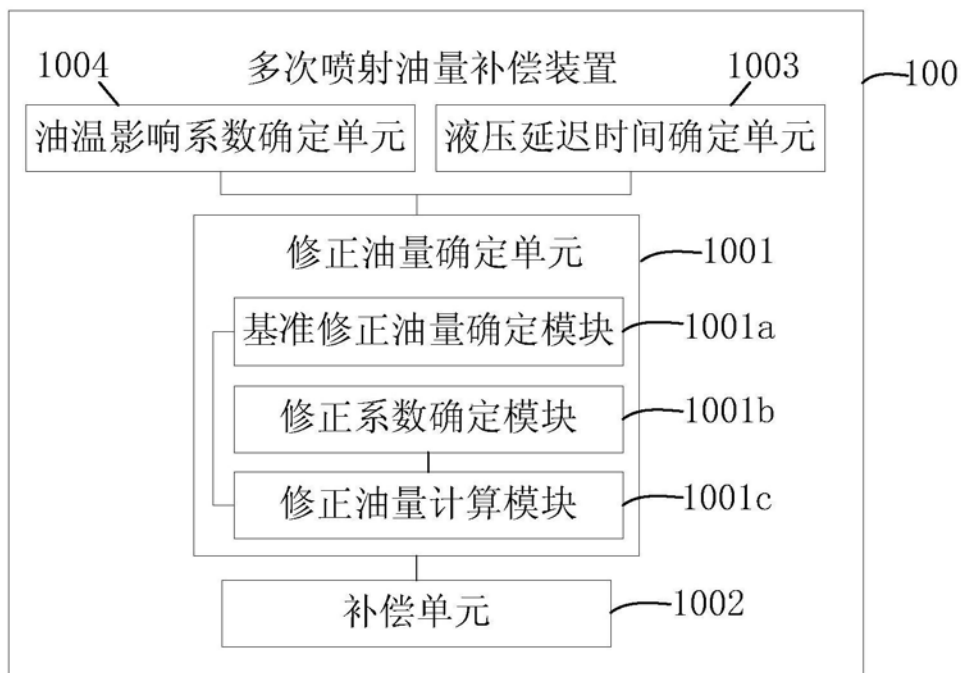 1004
多次喷射油量补偿装置
1003
100
油温影响系数确定单元
液压延迟时间确定单元
修正油量确定单元
1001
基准修正油量确定模块
1001a
修正系数确定模块
1001b
修正油量计算模块
1001c
补偿单元
1002